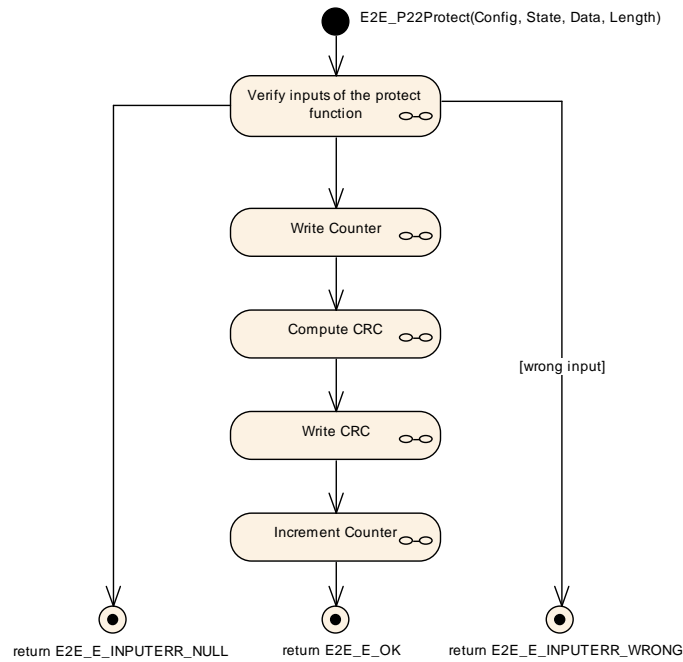 E2E_P22Protect(Config, State, Data, Length)
Verify inputs of the protect
function
Write Counter
Compute CRC
[wrong input]
Write CRC
Increment Counter
return E2E_E_INPUTERR_NULL
return E2E_E_OK
return E2E_E_INPUTERR_WRONG